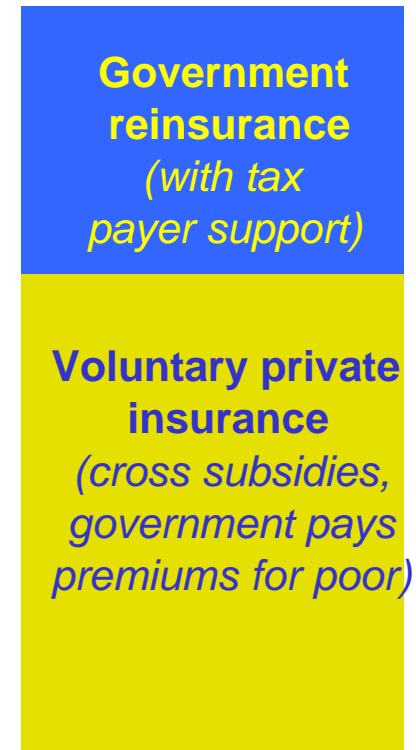 Government
reinsurance
(with tax
payer support)
Voluntary private
insurance
(cross subsidies,
government pays
premiums for poor)